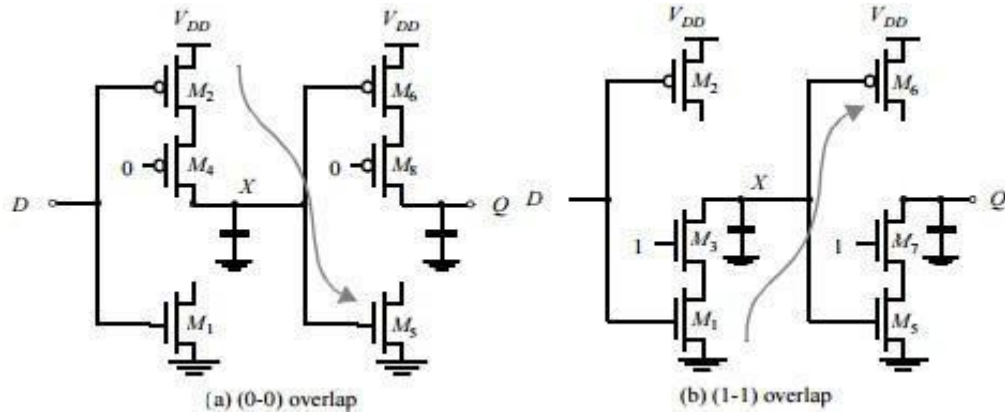 V_DD V_DD V_DD V_DD
M_2 M_6 M_2 M_6
0 M_4 0 M_8
D X Q D X Q
1 M_3 1 M_7
M_1 M_5 M_1 M_5
(a) (0-0) overlap (b) (1-1) overlap